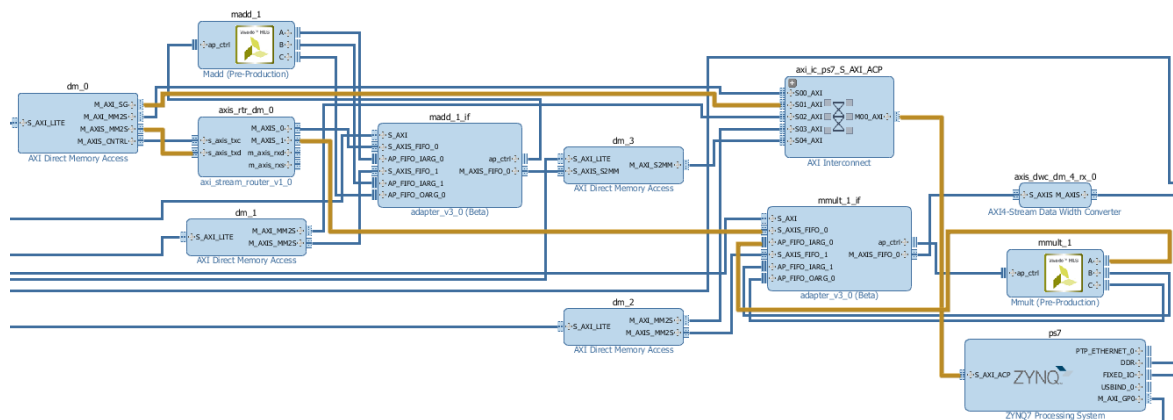 madd_1
ap_ctrl
A
B
C
Madd (Pre-Production)
dm_0
S_AXI_LITE
M_AXI_SG
M_AXI_MM2S
M_AXIS_MM2S
M_AXIS_CNTRL
AXI Direct Memory Access
axis_rtr_dm_0
s_axis_txc
s_axis_txd
M_AXIS_0
M_AXIS_1
m_axis_rxd
m_axis_rxs
axi_stream_router_v1_0
madd_1_if
S_AXI
S_AXIS_FIFO_0
AP_FIFO_IARG_0
S_AXIS_FIFO_1
AP_FIFO_IARG_1
AP_FIFO_OARG_0
ap_ctrl
M_AXIS_FIFO_0
adapter_v3_0 (Beta)
dm_1
S_AXI_LITE
M_AXI_MM2S
M_AXIS_MM2S
AXI Direct Memory Access
dm_3
S_AXI_LITE
S_AXIS_S2MM
M_AXI_S2MM
AXI Direct Memory Access
dm_2
S_AXI_LITE
M_AXI_MM2S
M_AXIS_MM2S
AXI Direct Memory Access
axi_ic_ps7_S_AXI_ACP
S00_AXI
S01_AXI
S02_AXI
S03_AXI
S04_AXI
M00_AXI
AXI Interconnect
mmult_1_if
S_AXI
S_AXIS_FIFO_0
AP_FIFO_IARG_0
S_AXIS_FIFO_1
AP_FIFO_IARG_1
AP_FIFO_OARG_0
ap_ctrl
M_AXIS_FIFO_0
adapter_v3_0 (Beta)
axis_dwc_dm_4_rx_0
S_AXIS M_AXIS
AXI4-Stream Data Width Converter
mmult_1
ap_ctrl
A
B
C
Mmult (Pre-Production)
ps7
S_AXI_ACP
ZYNQ
PTP_ETHERNET_0
DDR
FIXED_IO
USBIND_0
M_AXI_GP0
ZYNQ7 Processing System